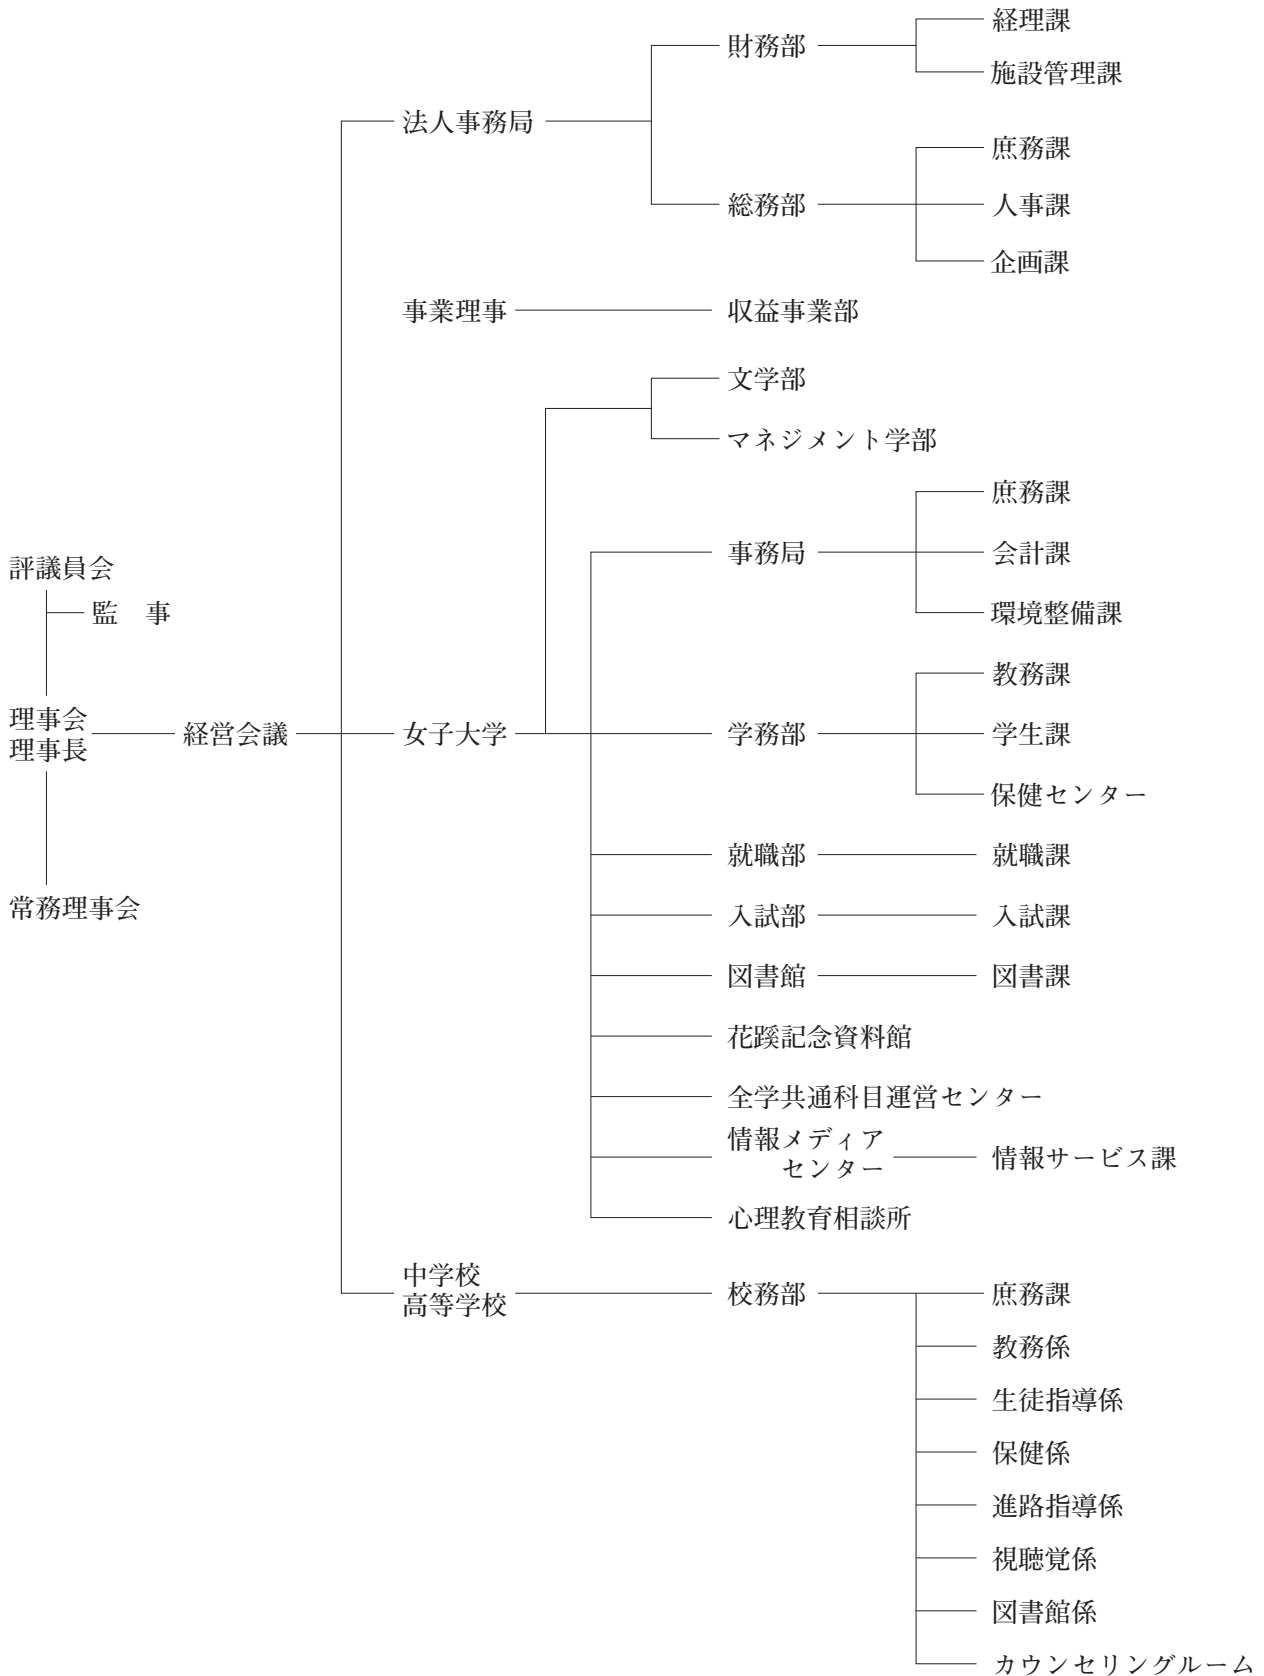 評議員会
監　事
理事会
理事長
常務理事会
経営会議
法人事務局
財務部
経理課
施設管理課
総務部
庶務課
人事課
企画課
事業理事
収益事業部
女子大学
文学部
マネジメント学部
事務局
庶務課
会計課
環境整備課
学務部
教務課
学生課
保健センター
就職部
就職課
入試部
入試課
図書館
図書課
花蹊記念資料館
全学共通科目運営センター
情報メディア
センター
情報サービス課
心理教育相談所
中学校
高等学校
校務部
庶務課
教務係
生徒指導係
保健係
進路指導係
視聴覚係
図書館係
カウンセリングルーム